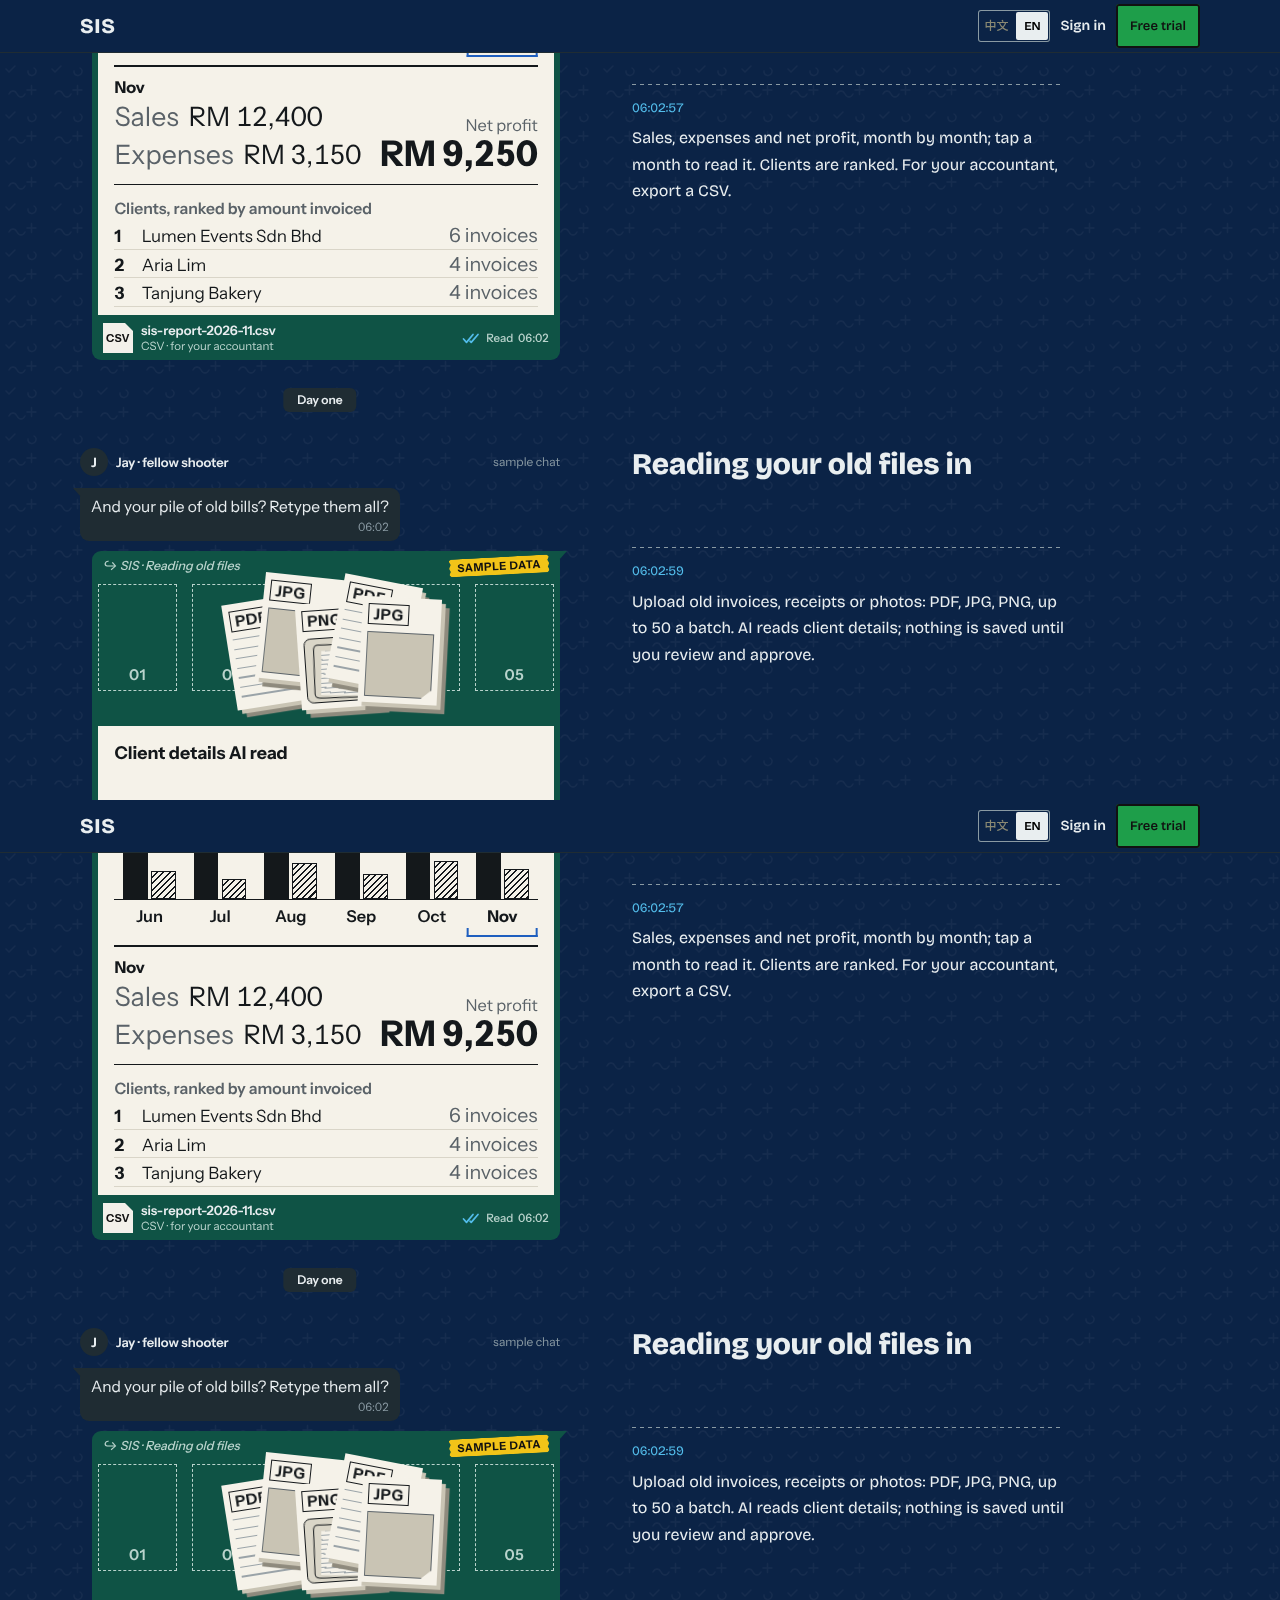 SIS
中文 EN Sign in Free trial
Nov
Sales RM 12,400
Expenses RM 3,150
Net profit
RM 9,250
Clients, ranked by amount invoiced
1 Lumen Events Sdn Bhd 6 invoices
2 Aria Lim 4 invoices
3 Tanjung Bakery 4 invoices
CSV
sis-report-2026-11.csv
CSV · for your accountant
Read 06:02
06:02:57
Sales, expenses and net profit, month by month; tap a
month to read it. Clients are ranked. For your accountant,
export a CSV.
Day one
J Jay · fellow shooter
sample chat
And your pile of old bills? Retype them all?
06:02
↪ SIS · Reading old files
SAMPLE DATA
01
05
PDF
JPG
PNG
PDF
JPG
Client details AI read
Reading your old files in
06:02:59
Upload old invoices, receipts or photos: PDF, JPG, PNG, up
to 50 a batch. AI reads client details; nothing is saved until
you review and approve.
SIS
中文 EN Sign in Free trial
Jun Jul Aug Sep Oct Nov
Nov
Sales RM 12,400
Expenses RM 3,150
Net profit
RM 9,250
Clients, ranked by amount invoiced
1 Lumen Events Sdn Bhd 6 invoices
2 Aria Lim 4 invoices
3 Tanjung Bakery 4 invoices
CSV
sis-report-2026-11.csv
CSV · for your accountant
Read 06:02
06:02:57
Sales, expenses and net profit, month by month; tap a
month to read it. Clients are ranked. For your accountant,
export a CSV.
Day one
J Jay · fellow shooter
sample chat
And your pile of old bills? Retype them all?
06:02
↪ SIS · Reading old files
SAMPLE DATA
01
05
PDF
JPG
PNG
PDF
JPG
Reading your old files in
06:02:59
Upload old invoices, receipts or photos: PDF, JPG, PNG, up
to 50 a batch. AI reads client details; nothing is saved until
you review and approve.